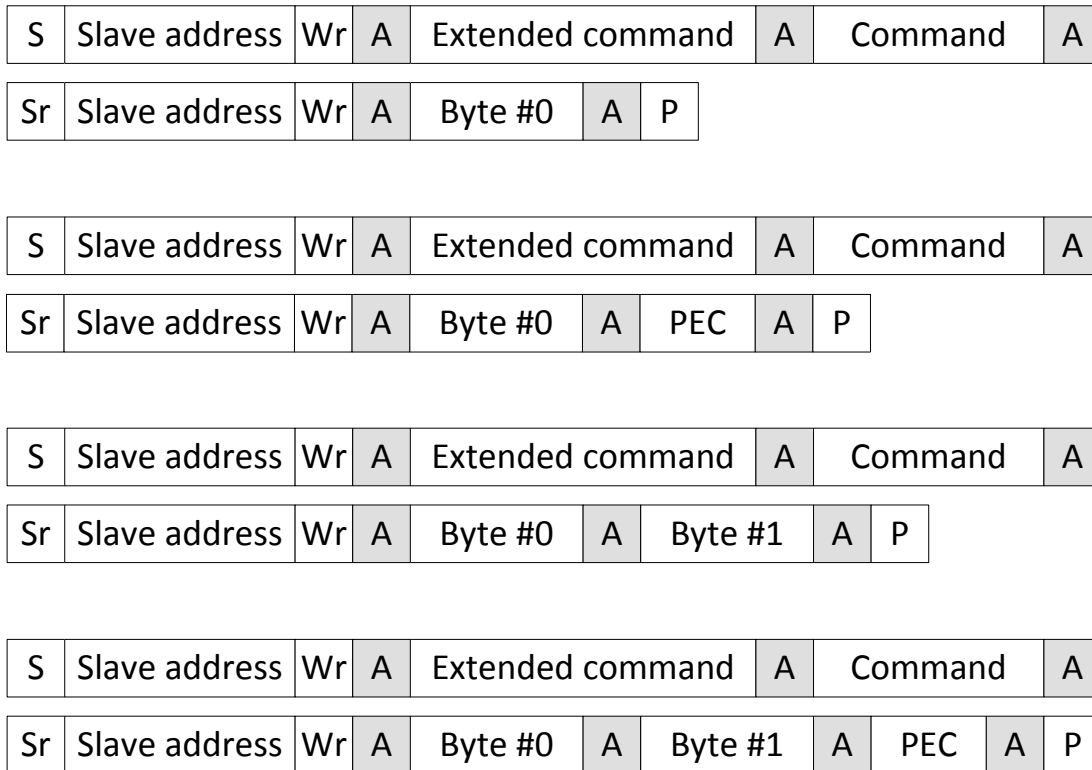 S Slave address Wr A Extended command A Command A
Sr Slave address Wr A Byte #0 A P
S Slave address Wr A Extended command A Command A
Sr Slave address Wr A Byte #0 A PEC A P
S Slave address Wr A Extended command A Command A
Sr Slave address Wr A Byte #0 A Byte #1 A P
S Slave address Wr A Extended command A Command A
Sr Slave address Wr A Byte #0 A Byte #1 A PEC A P